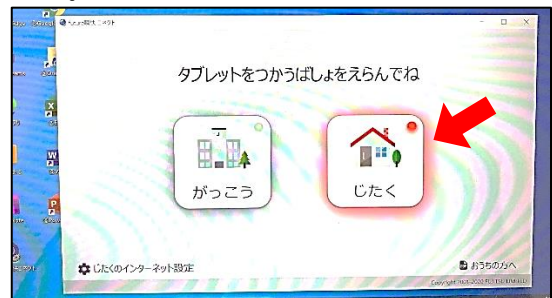 タブレットをつかうばしょをえらんでね
がっこう
じたく
じたくのインターネット設定
おうちの方へ